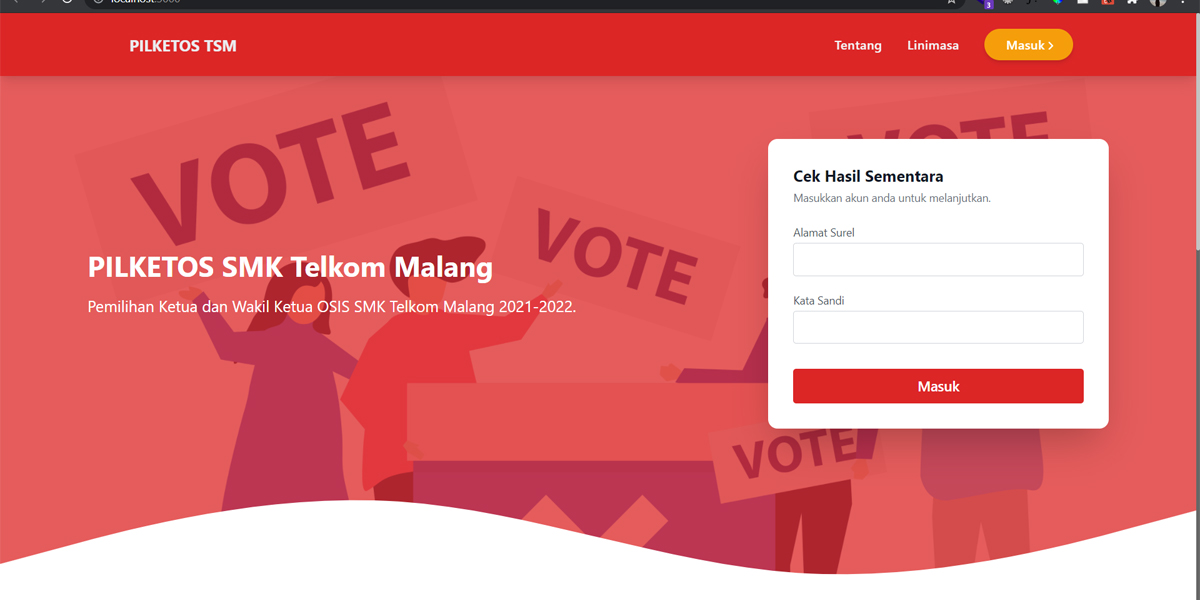 localhost:3000
3
PILKETOS TSM
Tentang
Linimasa
Masuk >
VOTE
VOTE
VOTE
VOTE
PILKETOS SMK Telkom Malang
Pemilihan Ketua dan Wakil Ketua OSIS SMK Telkom Malang 2021-2022.
Cek Hasil Sementara
Masukkan akun anda untuk melanjutkan.
Alamat Surel
Kata Sandi
Masuk